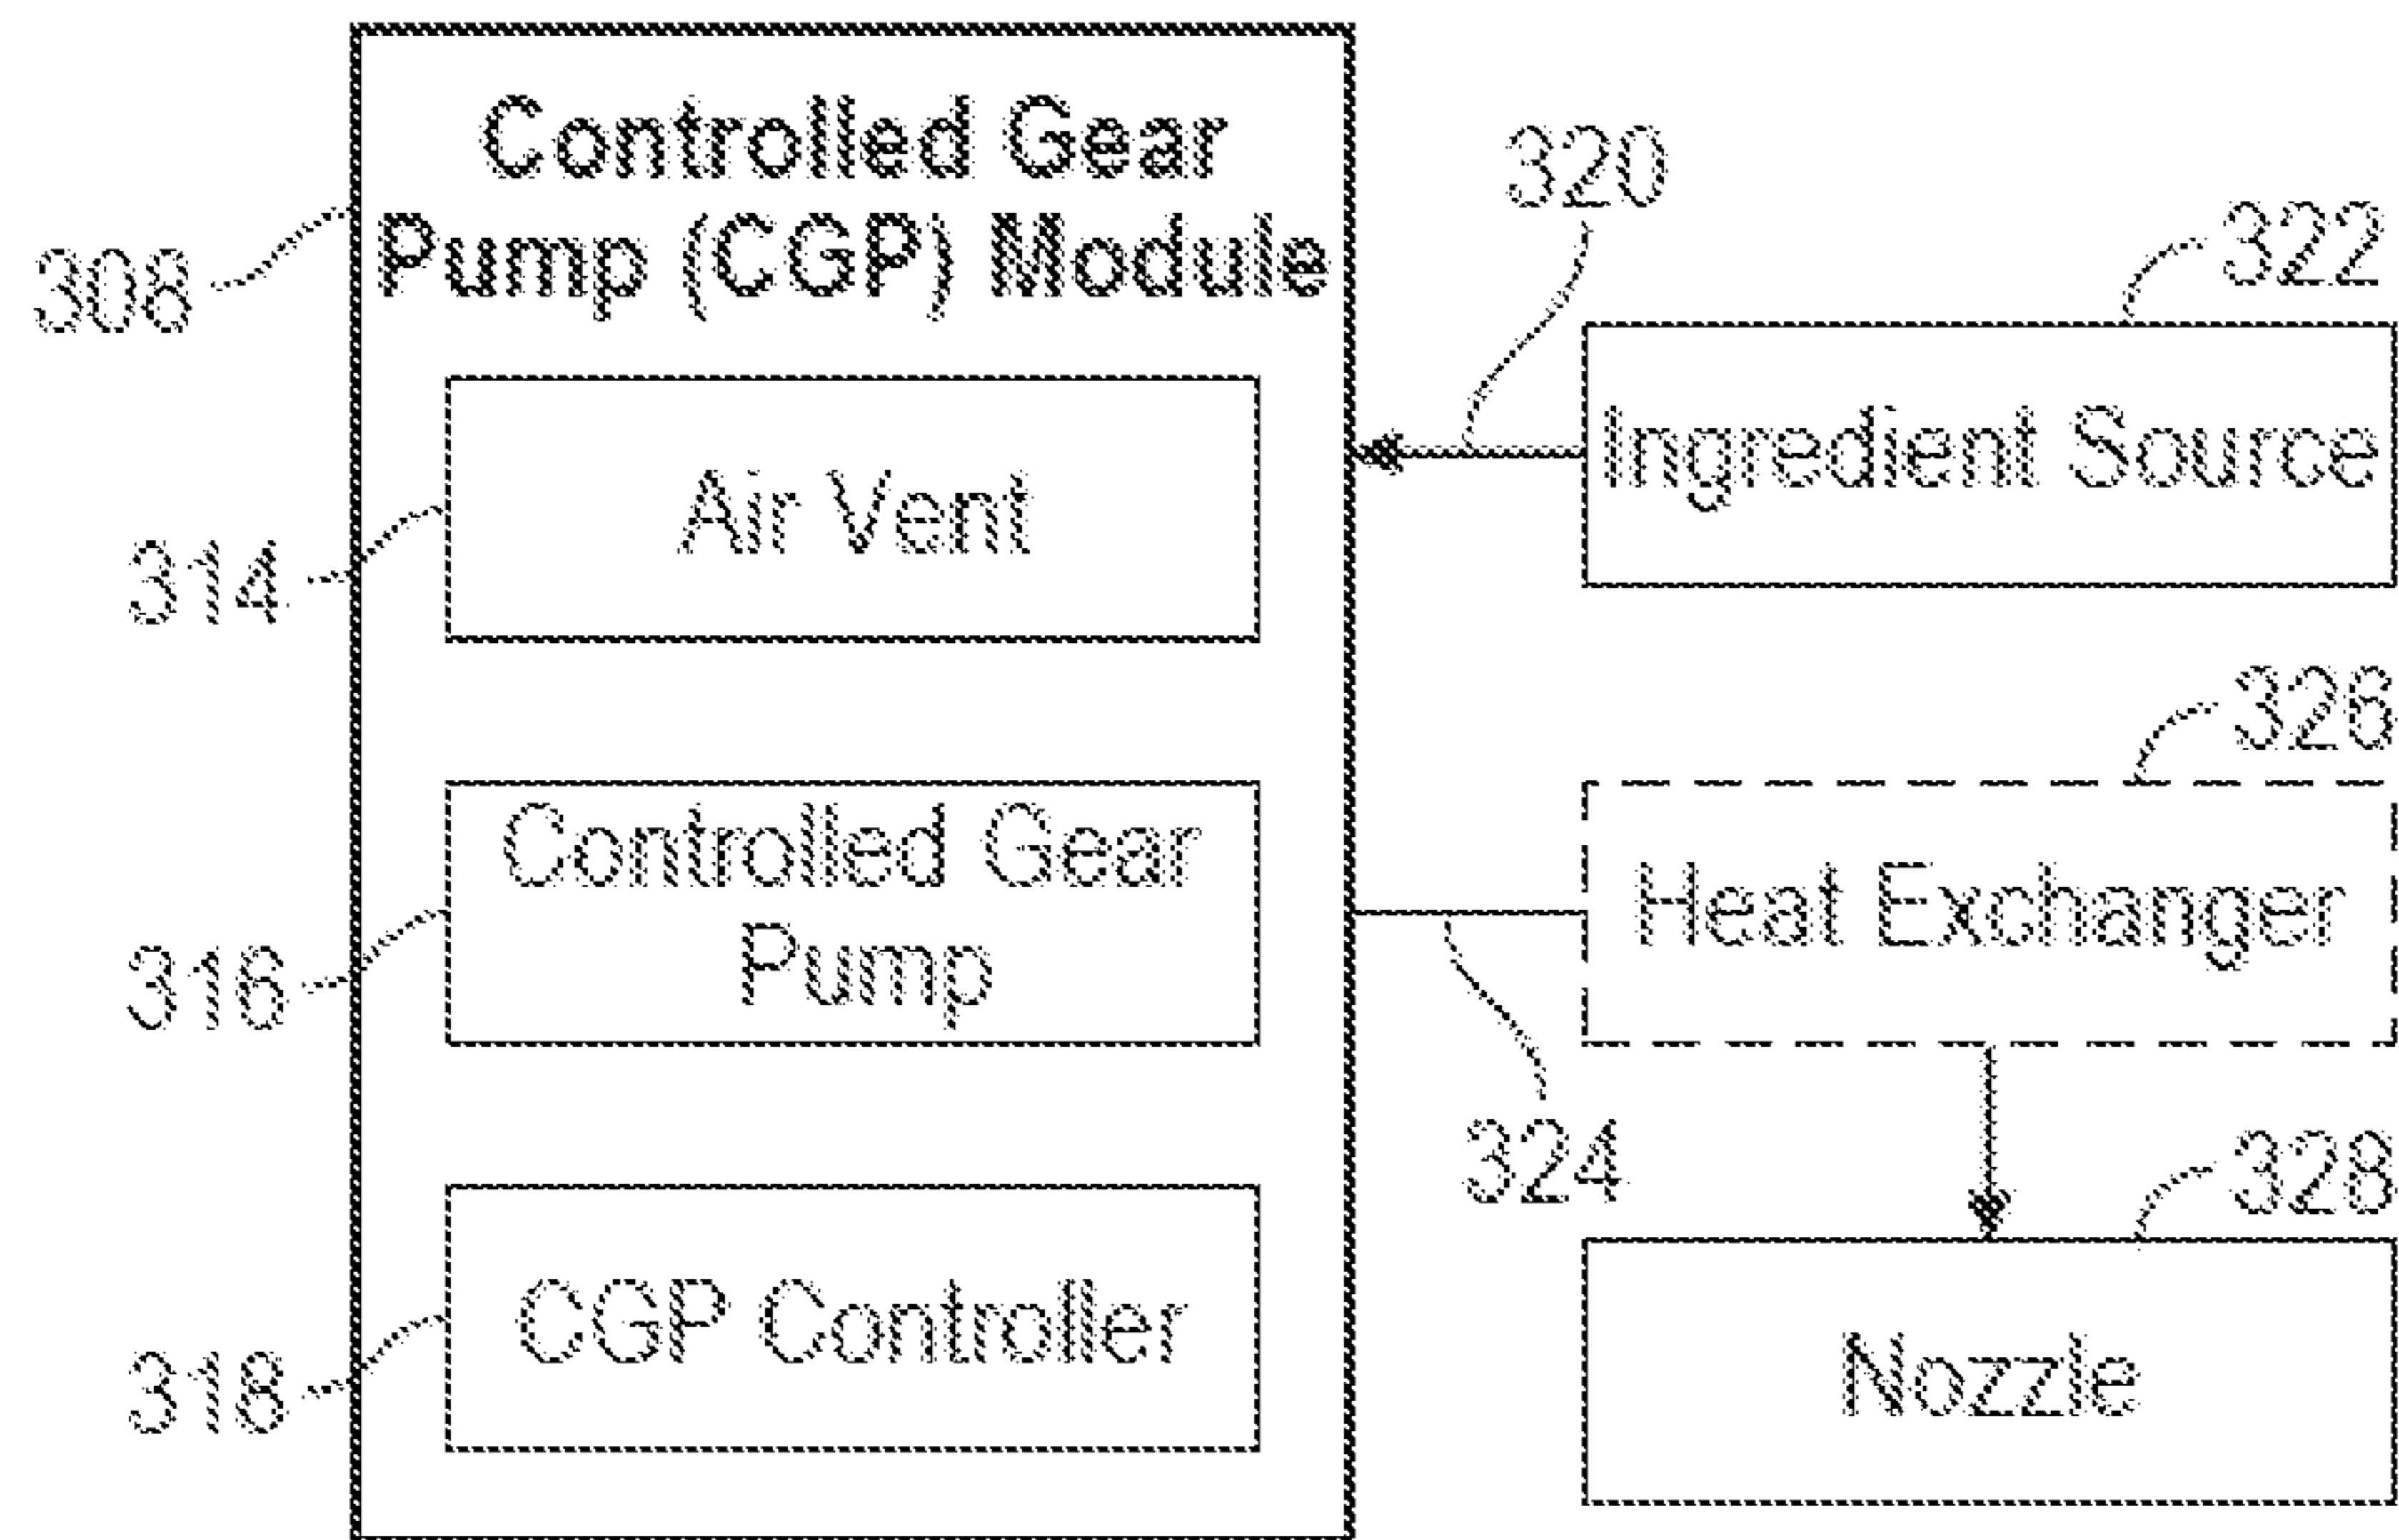 Controlled Gear
Pump (CGP) Module
308
320
322
Ingredient Source
Air Vent
314
326
Controlled Gear
Pump
316
Heat Exchanger
324
328
CGP Controller
318
Nozzle